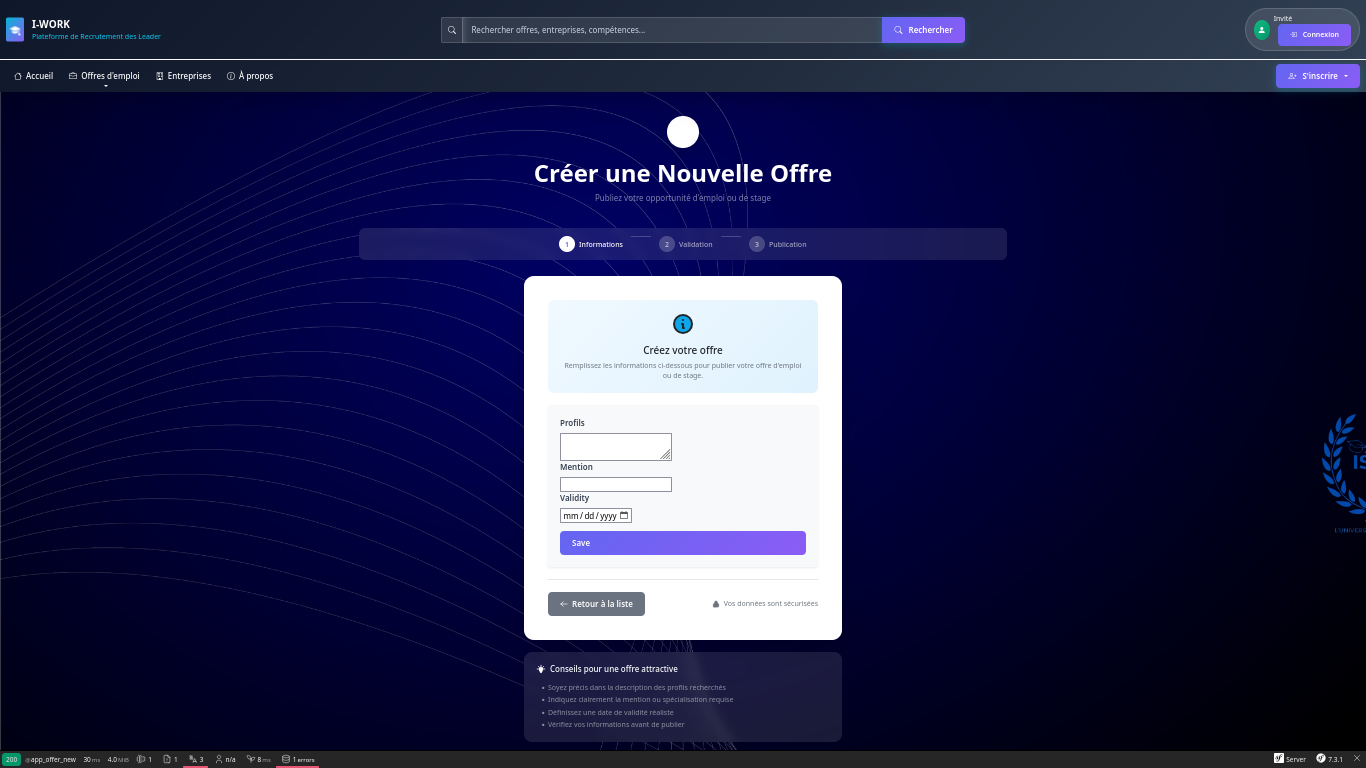 I-WORK
Plateforme de Recrutement des Leader
Rechercher offres, entreprises, compétences...
Rechercher
Invité
Connexion
Accueil
Offres d'emploi
Entreprises
À propos
S'inscrire
Créer une Nouvelle Offre
Publiez votre opportunité d'emploi ou de stage
1 Informations
2 Validation
3 Publication
Créez votre offre
Remplissez les informations ci-dessous pour publier votre offre d'emploi
ou de stage.
Profils
Mention
Validity
mm/dd/yyyy
Save
Retour à la liste
Vos données sont sécurisées
Conseils pour une offre attractive
• Soyez précis dans la description des profils recherchés
• Indiquez clairement la mention ou spécialisation requise
• Définissez une date de validité réaliste
• Vérifiez vos informations avant de publier
IS
L'UNIVERS
200 @app_offer_new 30 ms 4.0 MiB 1 1 3 n/a 8 ms 1 errors
Server 7.3.1